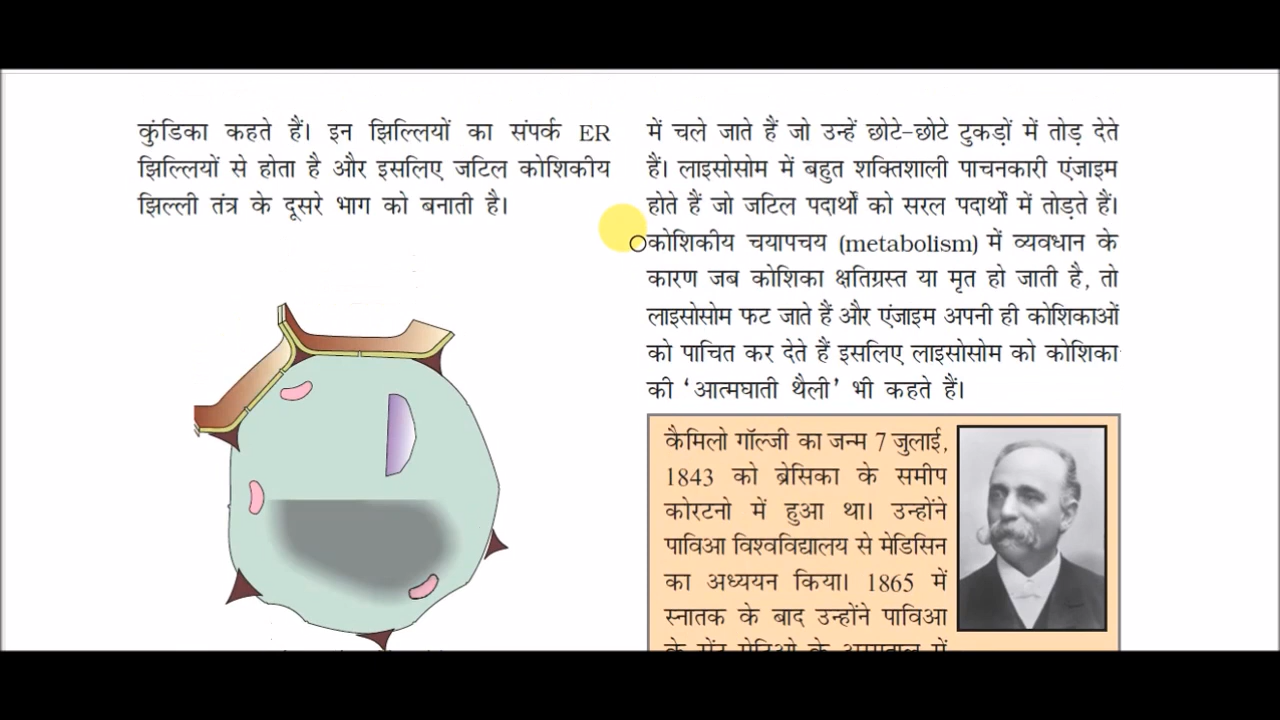 कुंडिका कहते हैं। इन झिल्लियों का संपर्क ER
झिल्लियों से होता है और इसलिए जटिल कोशिकीय
झिल्ली तंत्र के दूसरे भाग को बनाती है।
में चले जाते हैं जो उन्हें छोटे-छोटे टुकड़ों में तोड़ देते
हैं। लाइसोसोम में बहुत शक्तिशाली पाचनकारी एंजाइम
होते हैं जो जटिल पदार्थों को सरल पदार्थों में तोड़ते हैं।
कोशिकीय चयापचय (metabolism) में व्यवधान के
कारण जब कोशिका क्षतिग्रस्त या मृत हो जाती है, तो
लाइसोसोम फट जाते हैं और एंजाइम अपनी ही कोशिकाओं
को पाचित कर देते हैं इसलिए लाइसोसोम को कोशिका
की ‘आत्मघाती थैली’ भी कहते हैं।
कैमिलो गॉल्जी का जन्म 7 जुलाई,
1843 को ब्रेसिका के समीप
कोरटनो में हुआ था। उन्होंने
पाविआ विश्वविद्यालय से मेडिसिन
का अध्ययन किया। 1865 में
स्नातक के बाद उन्होंने पाविआ